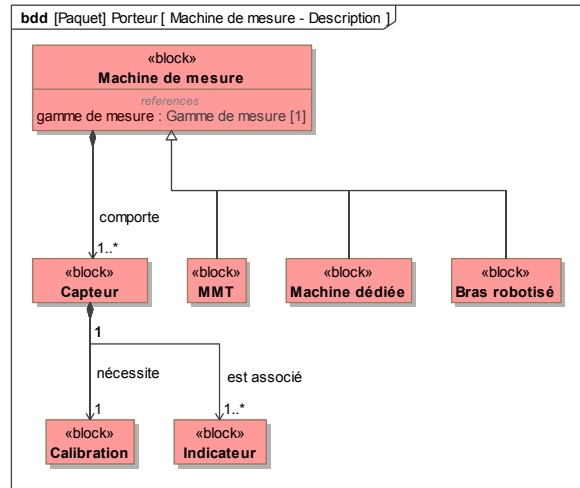 bdd [Paquet] Porteur [ Machine de mesure - Description ]
«block»
Machine de mesure
references
gamme de mesure : Gamme de mesure [1]
comporte
1..*
«block»
Capteur
«block»
MMT
«block»
Machine dédiée
«block»
Bras robotisé
1
nécessite
est associé
1
1..*
«block»
Calibration
«block»
Indicateur